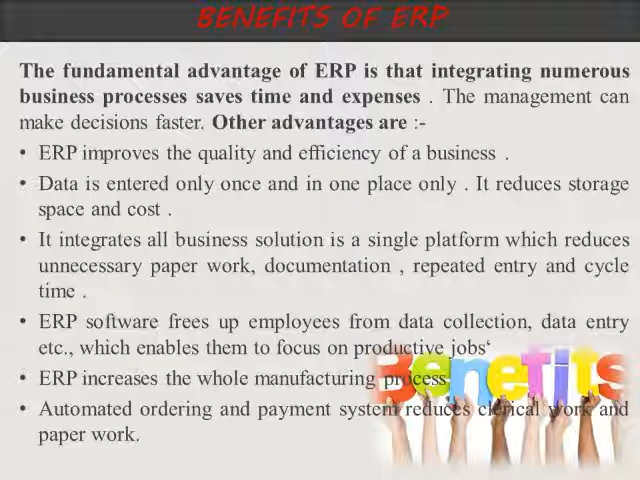 BENEFITS OF ERP
The fundamental advantage of ERP is that integrating numerous
business processes saves time and expenses . The management can
make decisions faster. Other advantages are :-
• ERP improves the quality and efficiency of a business .
• Data is entered only once and in one place only . It reduces storage
space and cost .
• It integrates all business solution is a single platform which reduces
unnecessary paper work, documentation , repeated entry and cycle
time .
• ERP software frees up employees from data collection, data entry
etc., which enables them to focus on productive jobs‘
• ERP increases the whole manufacturing process.
• Automated ordering and payment system reduces clerical work and
paper work.
Benefits